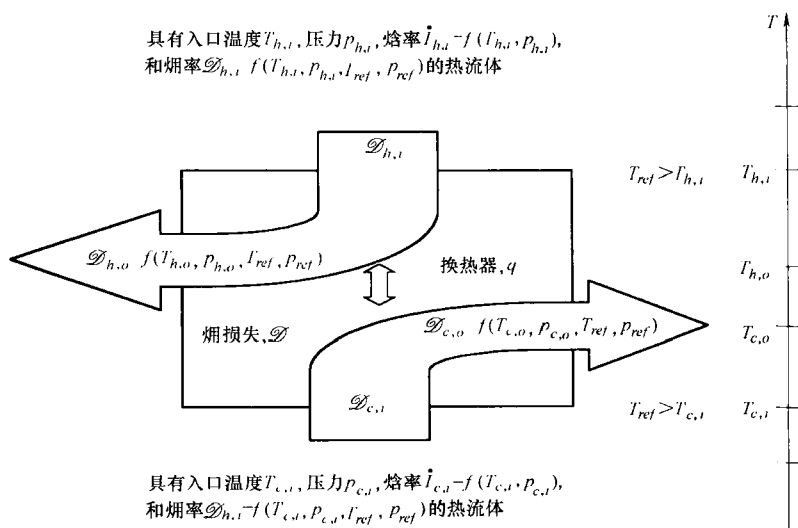 具有入口温度T_{h,i},压力p_{h,i},焓率İ_{h,i}-f(T_{h,i},p_{h,i}),
和㶲率𝒟_{h,i} f(T_{h,i},p_{h,i},T_{ref},p_{ref})的热流体
T
𝒟_{h,i}
T_{ref}>T_{h,i} T_{h,i}
𝒟_{h,o} f(T_{h,o},p_{h,o},T_{ref},p_{ref})
换热器,q
T_{h,o}
㶲损失,𝒟
𝒟_{c,o} f(T_{c,o},p_{c,o},T_{ref},p_{ref})
T_{c,o}
𝒟_{c,i}
T_{ref}>T_{c,i} T_{c,i}
具有入口温度T_{c,i},压力p_{c,i},焓率İ_{c,i}-f(T_{c,i},p_{c,i}),
和㶲率𝒟_{h,i}-f(T_{c,i},p_{c,i},T_{ref},p_{ref})的热流体